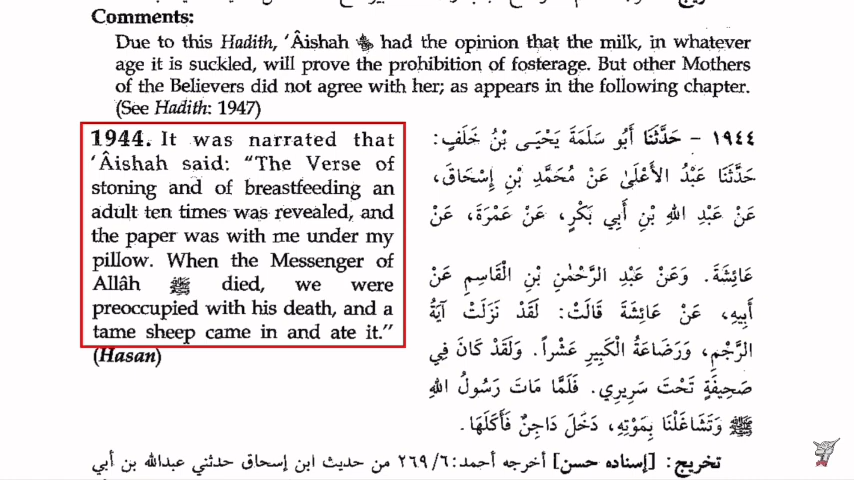 Comments:
Due to this Hadith, ‘Âishah had the opinion that the milk, in whatever
age it is suckled, will prove the prohibition of fosterage. But other Mothers
of the Believers did not agree with her; as appears in the following chapter.
(See Hadith: 1947)
1944. It was narrated that
‘Âishah said: “The Verse of
stoning and of breastfeeding an
adult ten times was revealed, and
the paper was with me under my
pillow. When the Messenger of
Allâh ﷺ died, we were
preoccupied with his death, and a
tame sheep came in and ate it.”
(Hasan)
١٩٤٤ - حَدَّثَنَا أَبُو سَلَمَةَ يَحْيَى بْنُ خَلَفٍ:
حَدَّثَنَا عَبْدُ الأَعْلَىٰ عَنْ مُحَمَّدِ بْنِ إِسْحَاقَ،
عَنْ عَبْدِ اللهِ بْنِ أَبِي بَكْرٍ، عَنْ عَمْرَةَ، عَنْ
عَائِشَةَ. وَعَنْ عَبْدِ الرَّحْمٰنِ بْنِ الْقَاسِمِ عَنْ
أَبِيهِ، عَنْ عَائِشَةَ قَالَتْ: لَقَدْ نَزَلَتْ آيَةُ
الرَّجْمِ، وَرَضَاعَةُ الْكَبِيرِ عَشْراً. وَلَقَدْ كَانَ فِي
صَحِيفَةٍ تَحْتَ سَرِيرِي. فَلَمَّا مَاتَ رَسُولُ اللهِ
ﷺ وَتَشَاغَلْنَا بِمَوْتِهِ، دَخَلَ دَاجِنٌ فَأَكَلَهَا.
تخريج: [إسناده حسن] أخرجه أحمد: ٢٦٩/٦ من حديث ابن إسحاق حدثني عبدالله بن أبي